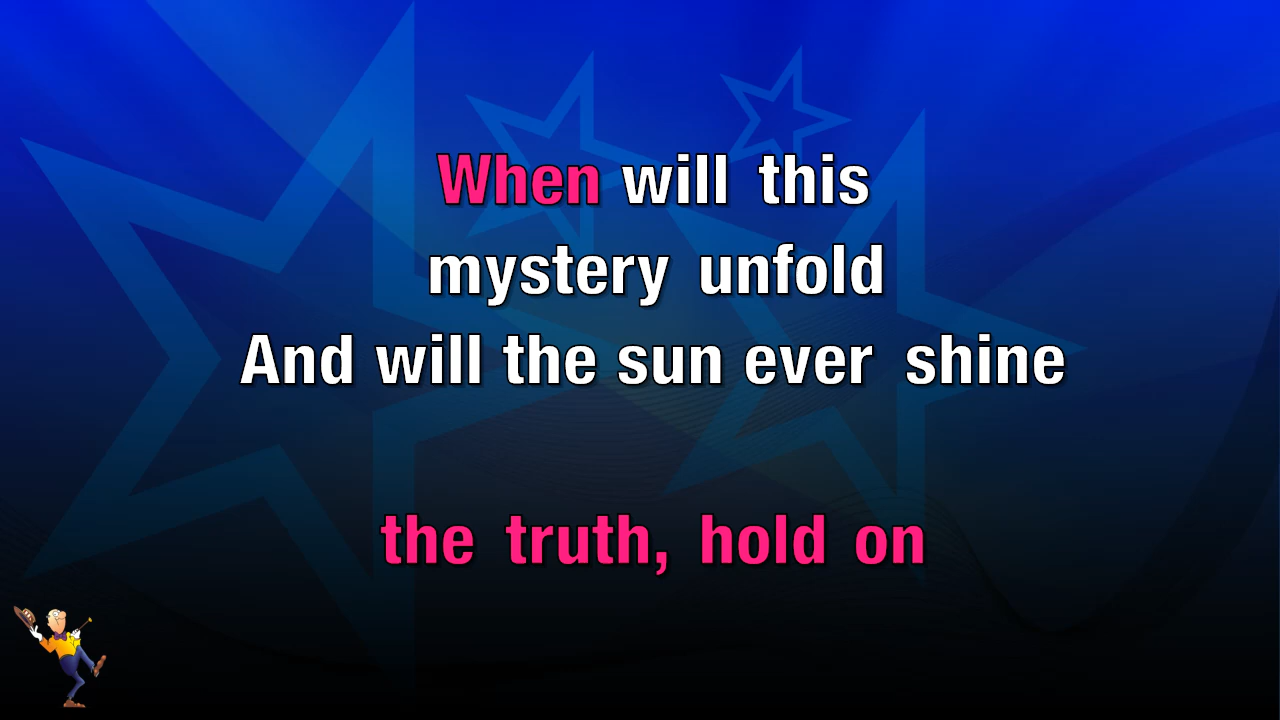 When will this
mystery unfold
And will the sun ever shine
the truth, hold on